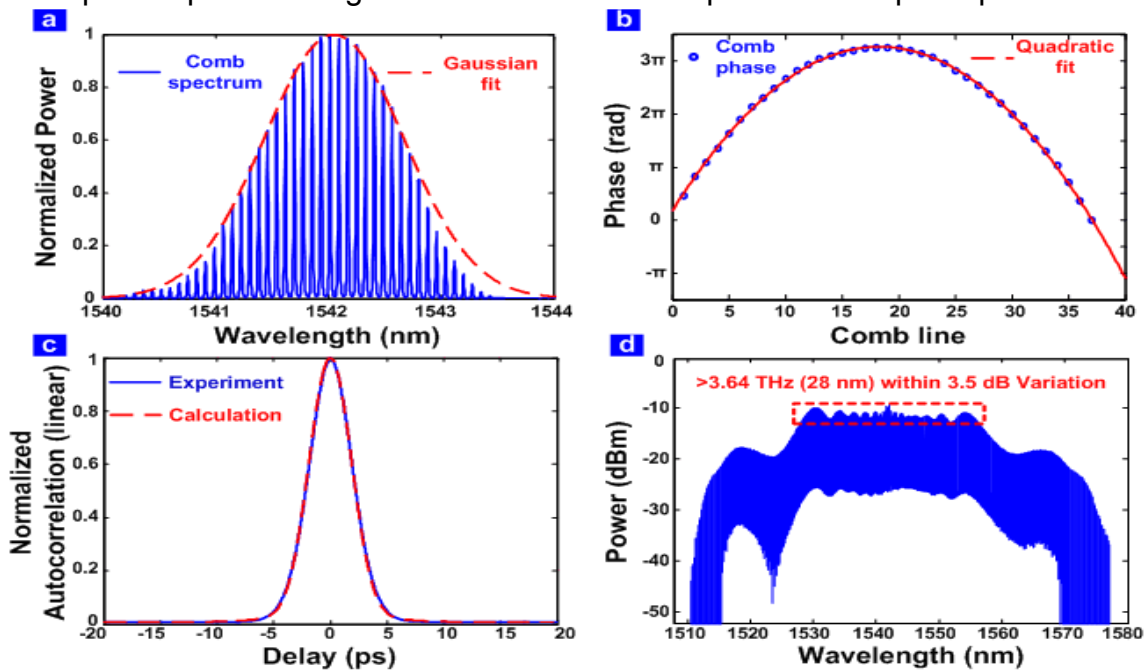 a
Comb spectrum
Gaussian fit
Normalized Power
1
0.8
0.6
0.4
0.2
0
1540
1541
1542
1543
1544
Wavelength (nm)
b
Comb phase
Quadratic fit
Phase (rad)
3π
2π
π
0
-π
0
5
10
15
20
25
30
35
40
Comb line
c
Experiment
Calculation
Normalized
Autocorrelation (linear)
1
0.8
0.6
0.4
0.2
0
-20
-15
-10
-5
0
5
10
15
20
Delay (ps)
d
>3.64 THz (28 nm) within 3.5 dB Variation
Power (dBm)
0
-10
-20
-30
-40
-50
1510
1520
1530
1540
1550
1560
1570
1580
Wavelength (nm)